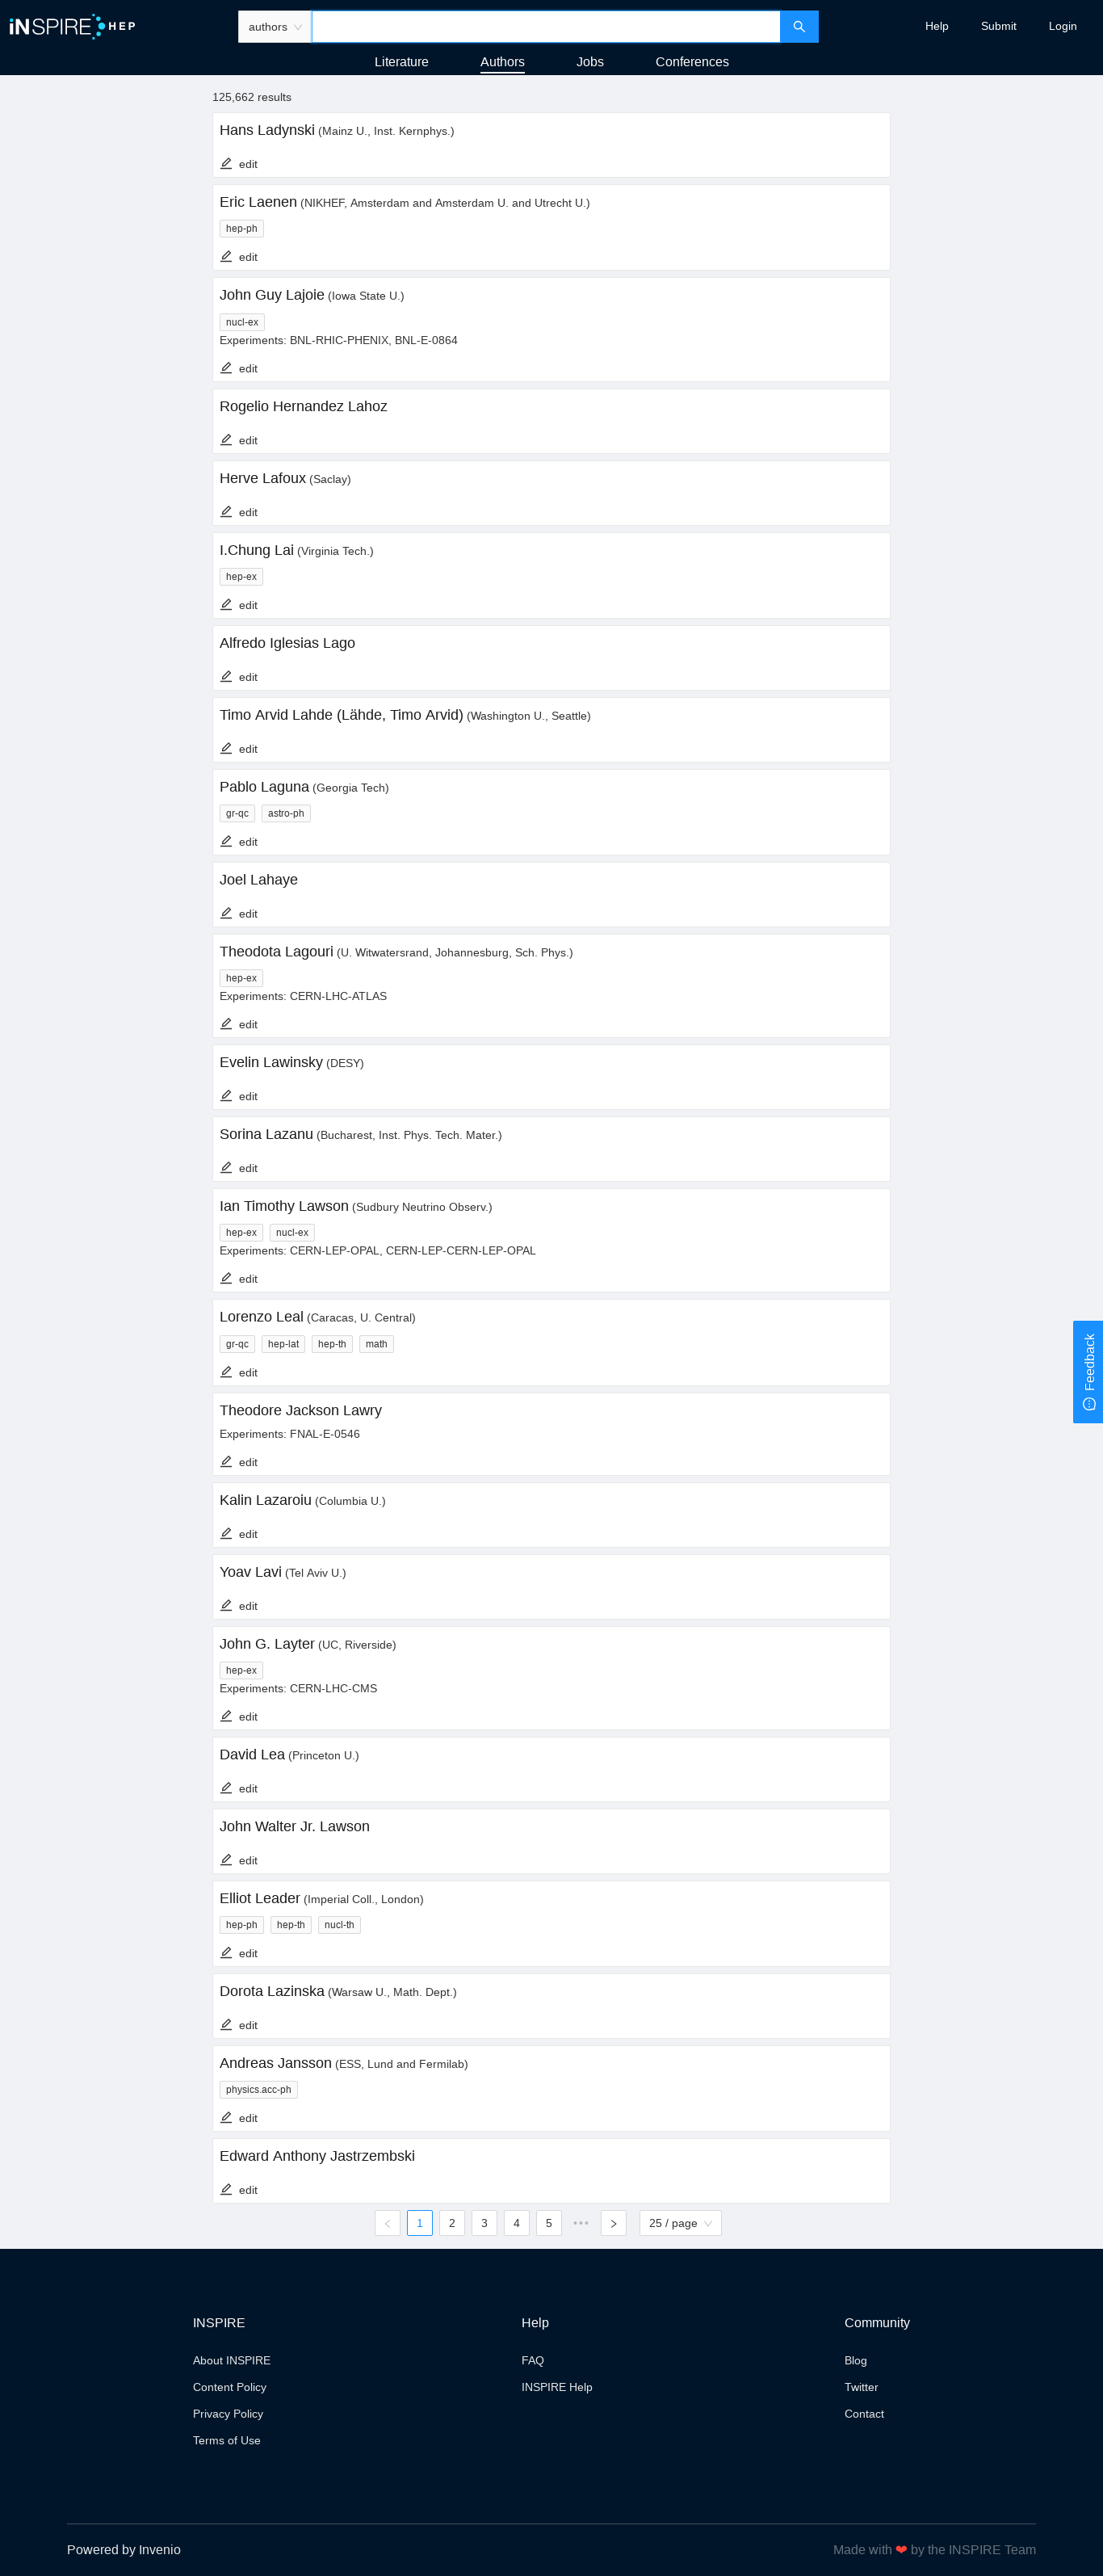 iNSPIRE HEP
authors
Help Submit Login
Literature Authors Jobs Conferences
125,662 results
Hans Ladynski (Mainz U., Inst. Kernphys.)
edit
Eric Laenen (NIKHEF, Amsterdam and Amsterdam U. and Utrecht U.)
hep-ph
edit
John Guy Lajoie (Iowa State U.)
nucl-ex
Experiments: BNL-RHIC-PHENIX, BNL-E-0864
edit
Rogelio Hernandez Lahoz
edit
Herve Lafoux (Saclay)
edit
I.Chung Lai (Virginia Tech.)
hep-ex
edit
Alfredo Iglesias Lago
edit
Timo Arvid Lahde (Lähde, Timo Arvid) (Washington U., Seattle)
edit
Pablo Laguna (Georgia Tech)
gr-qc astro-ph
edit
Joel Lahaye
edit
Theodota Lagouri (U. Witwatersrand, Johannesburg, Sch. Phys.)
hep-ex
Experiments: CERN-LHC-ATLAS
edit
Evelin Lawinsky (DESY)
edit
Sorina Lazanu (Bucharest, Inst. Phys. Tech. Mater.)
edit
Ian Timothy Lawson (Sudbury Neutrino Observ.)
hep-ex nucl-ex
Experiments: CERN-LEP-OPAL, CERN-LEP-CERN-LEP-OPAL
edit
Lorenzo Leal (Caracas, U. Central)
gr-qc hep-lat hep-th math
edit
Feedback
Theodore Jackson Lawry
Experiments: FNAL-E-0546
edit
Kalin Lazaroiu (Columbia U.)
edit
Yoav Lavi (Tel Aviv U.)
edit
John G. Layter (UC, Riverside)
hep-ex
Experiments: CERN-LHC-CMS
edit
David Lea (Princeton U.)
edit
John Walter Jr. Lawson
edit
Elliot Leader (Imperial Coll., London)
hep-ph hep-th nucl-th
edit
Dorota Lazinska (Warsaw U., Math. Dept.)
edit
Andreas Jansson (ESS, Lund and Fermilab)
physics.acc-ph
edit
Edward Anthony Jastrzembski
edit
1 2 3 4 5 ••• 25 / page
INSPIRE Help Community
About INSPIRE FAQ Blog
Content Policy INSPIRE Help Twitter
Privacy Policy Contact
Terms of Use
Powered by Invenio Made with ❤ by the INSPIRE Team